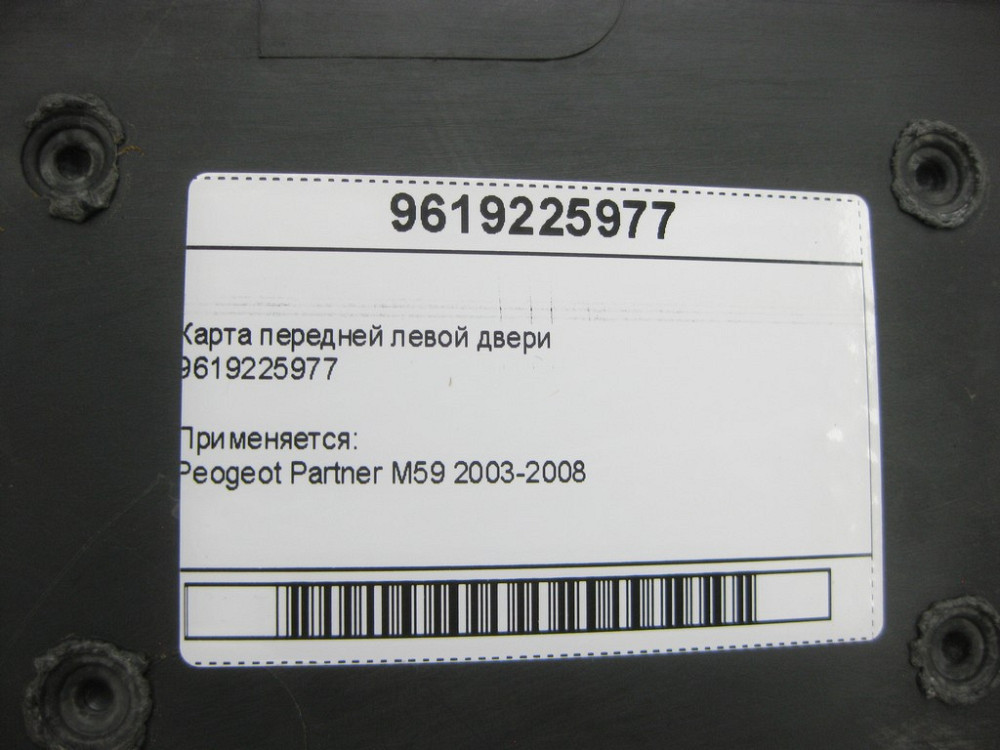 9619225977
Карта передней левой двери
9619225977
Применяется:
Peogeot Partner M59 2003-2008